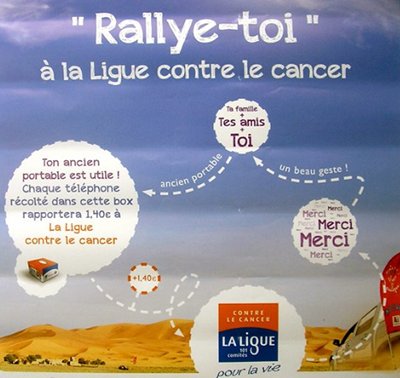 " Rallye-toi "
à la Ligue contre le cancer
Ta famille
+
Tes amis
+
Toi
Ton ancien
portable est utile !
Chaque téléphone
récolté dans cette box
rapportera 1,40€ à
La Ligue
contre le cancer
ancien portable
un beau geste !
Merci
Merci
Merci
Merci
Merci
+1,40€
CONTRE
LE CANCER
LA LIGUE
101
comités
pour la vie